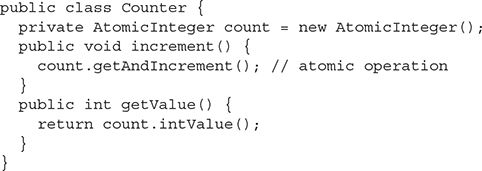 public class Counter {
  private AtomicInteger count = new AtomicInteger();
  public void increment() {
    count.getAndIncrement(); // atomic operation
  }
  public int getValue() {
    return count.intValue();
  }
}